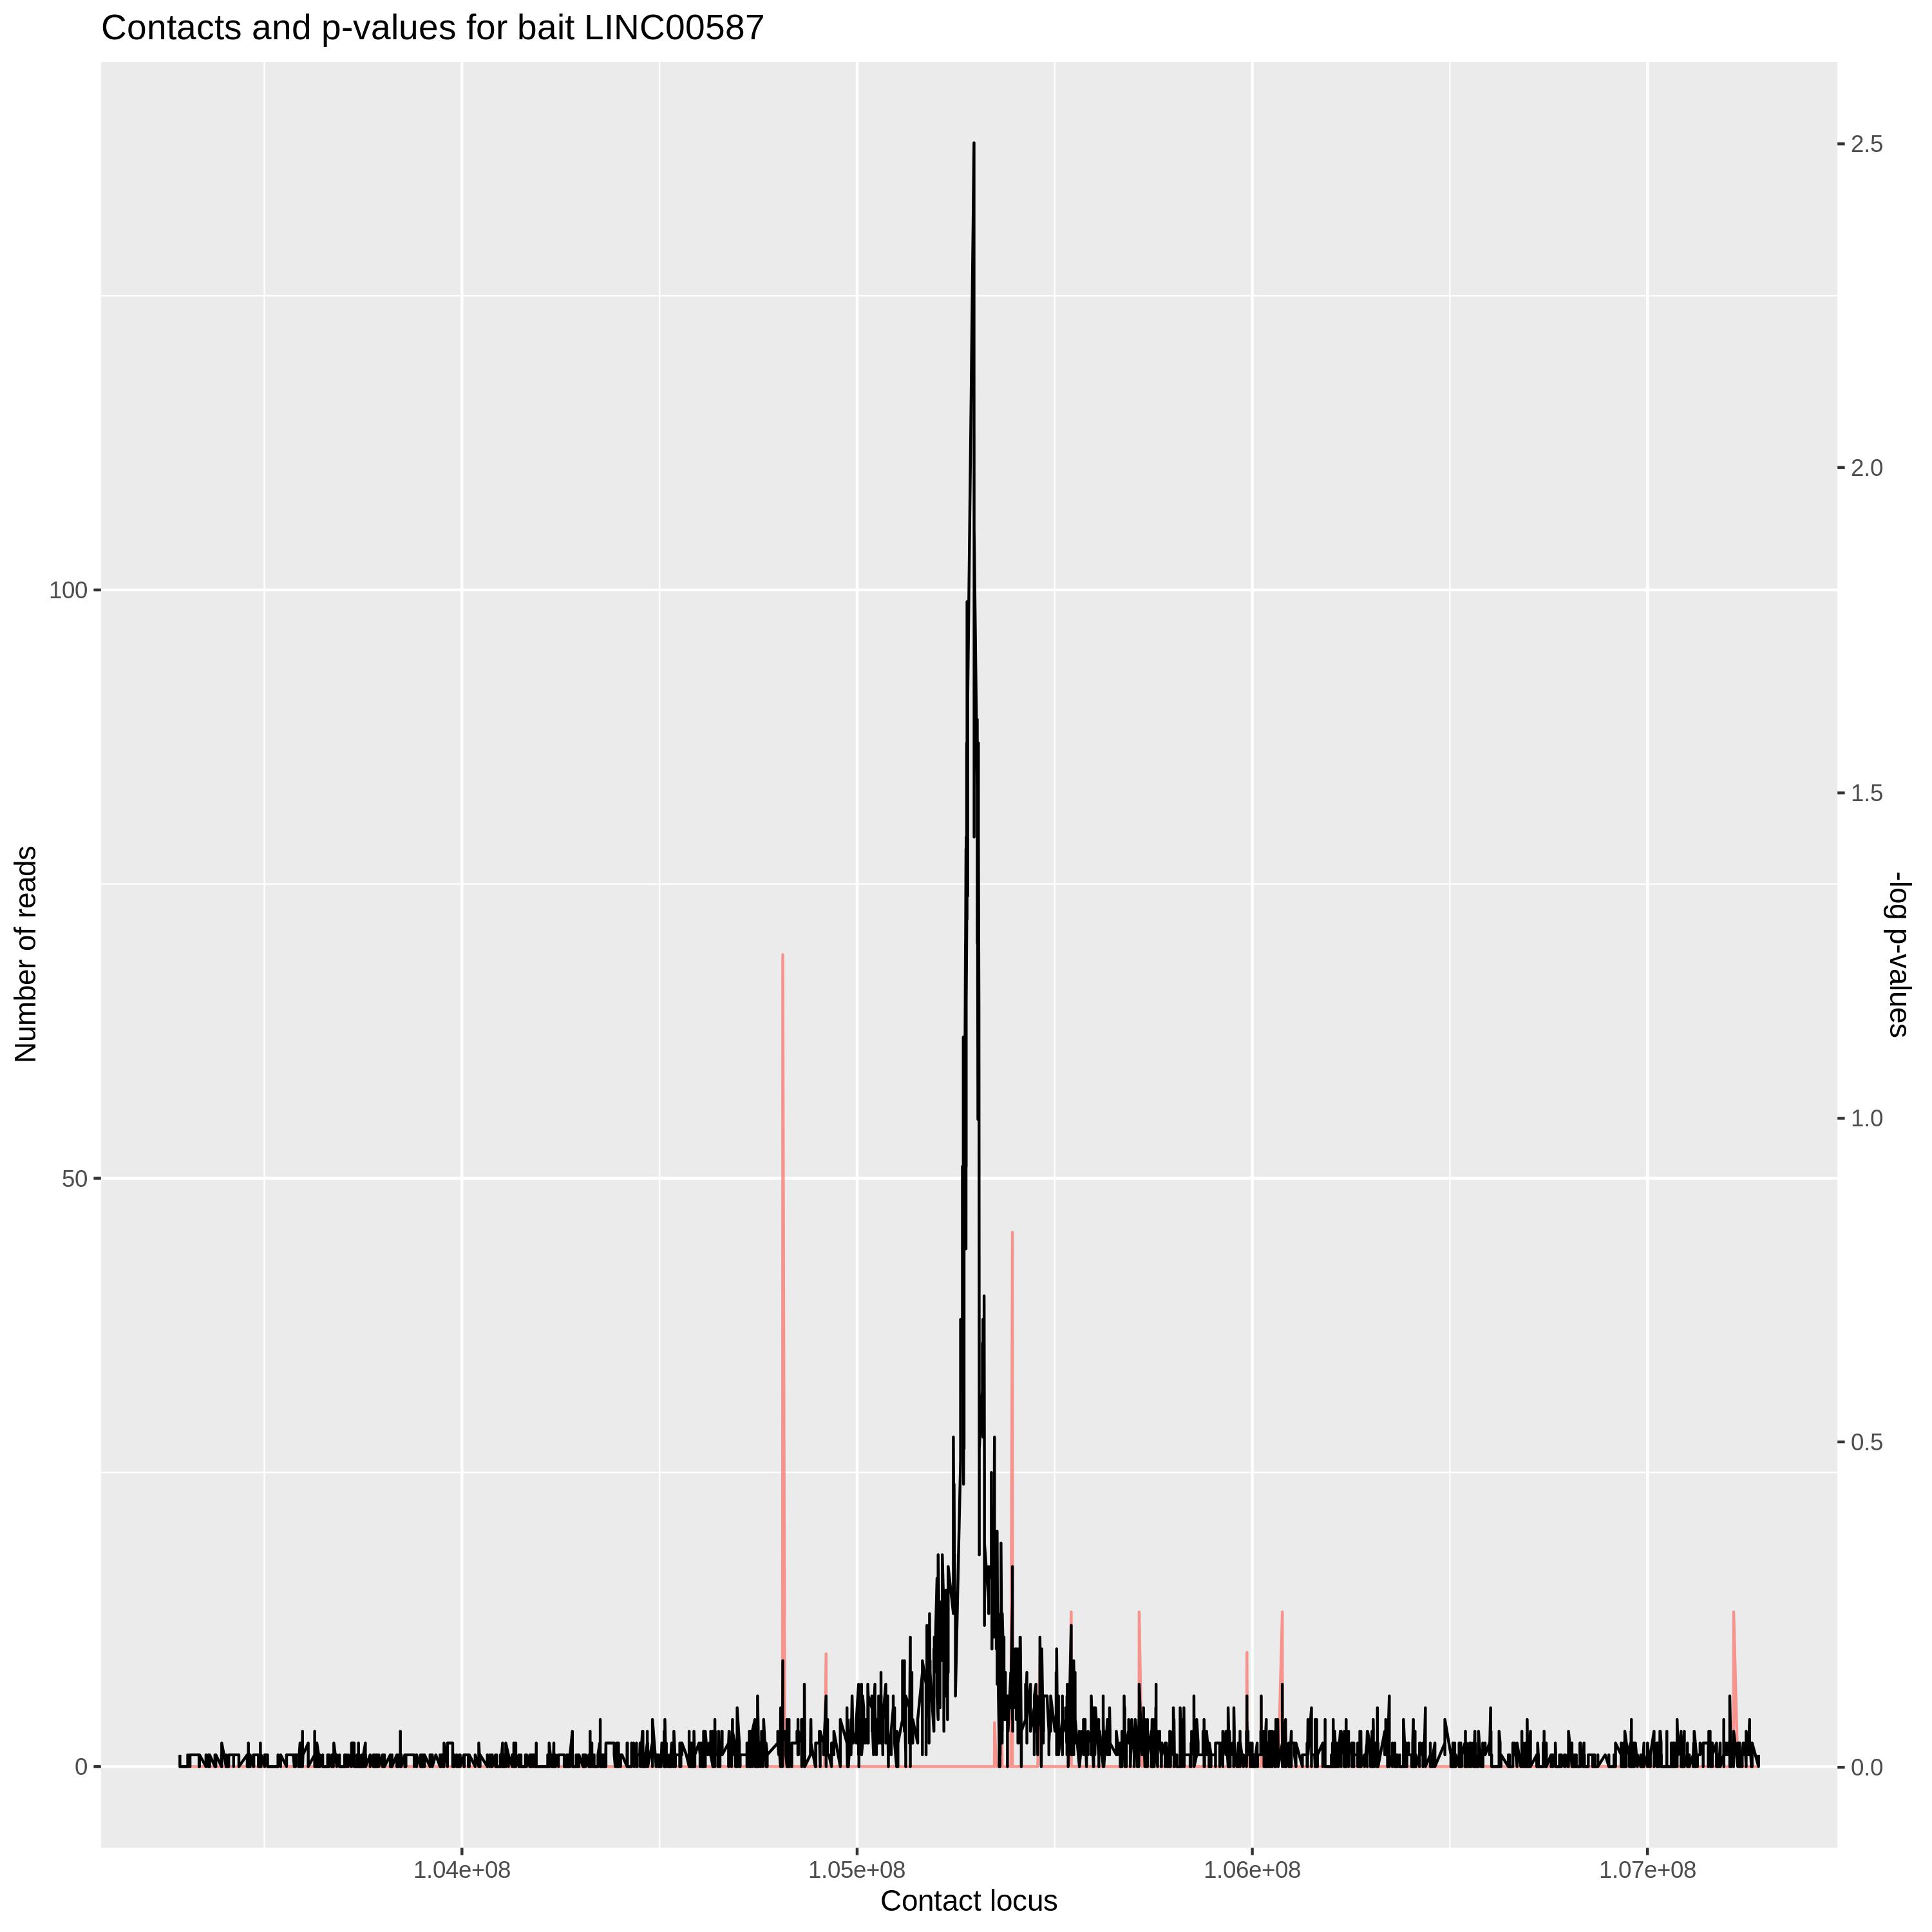 Contacts and p-values for bait LINC00587
Number of reads
100
50
0
2.5
2.0
1.5
1.0
0.5
0.0
-log p-values
1.04e+08
1.05e+08
1.06e+08
1.07e+08
Contact locus